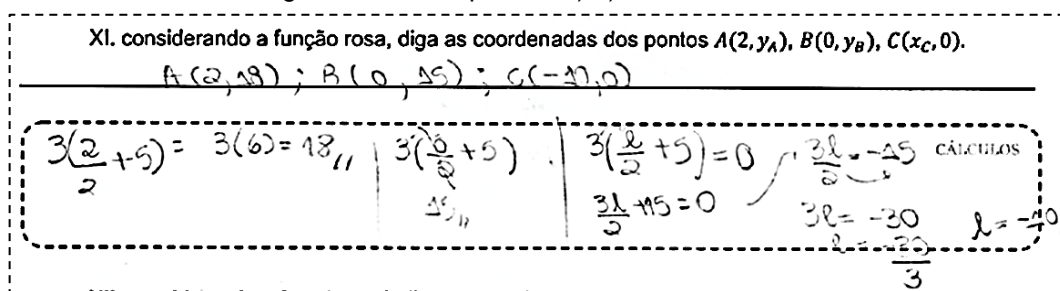 XI. considerando a função rosa, diga as coordenadas dos pontos A(2, y_A), B(0, y_B), C(x_C, 0).
A(2,18) ; B(0,15) ; C(-10,0)
CÁLCULOS
3(2/2+5) = 3(6) = 18,,
3(0/2+5)
15,,
3(l/2+5) = 0
3l/2 + 15 = 0
3l/2 = -15
3l = -30
l = -30/3
l = -10